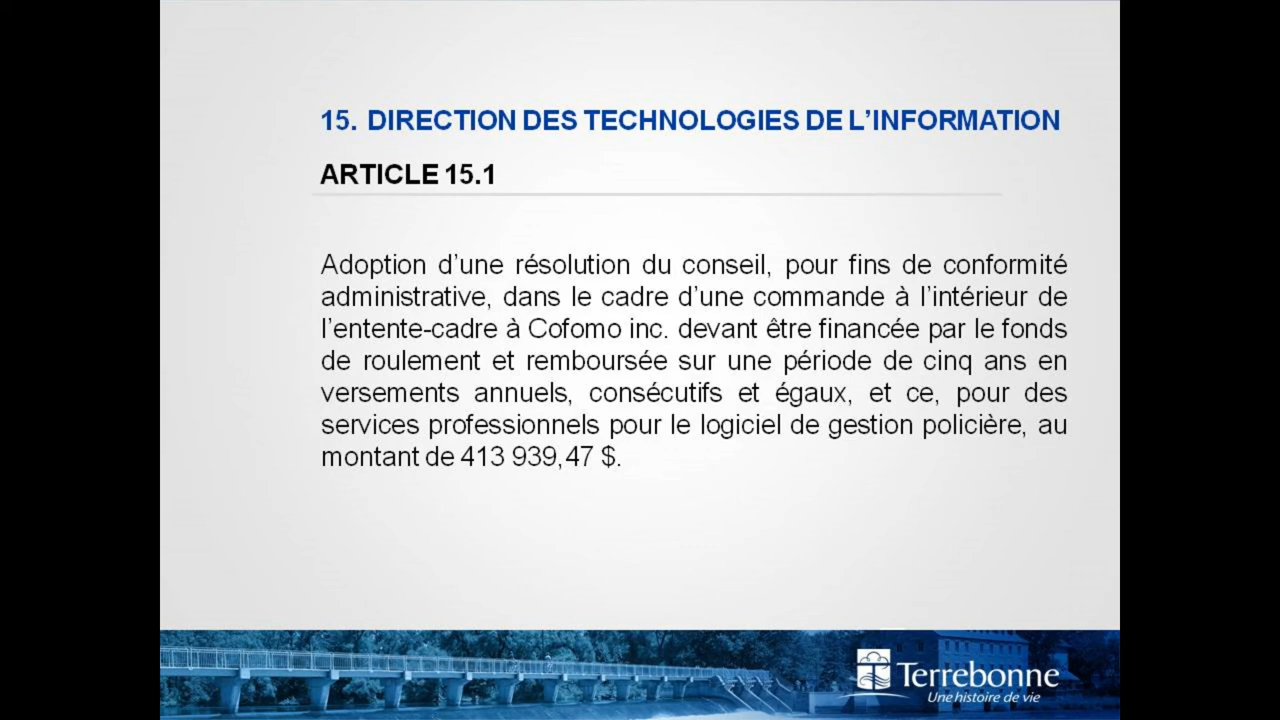 15. DIRECTION DES TECHNOLOGIES DE L’INFORMATION
ARTICLE 15.1
Adoption d’une résolution du conseil, pour fins de conformité
administrative, dans le cadre d’une commande à l’intérieur de
l’entente-cadre à Cofomo inc. devant être financée par le fonds
de roulement et remboursée sur une période de cinq ans en
versements annuels, consécutifs et égaux, et ce, pour des
services professionnels pour le logiciel de gestion policière, au
montant de 413 939,47 $.
Terrebonne
Une histoire de vie